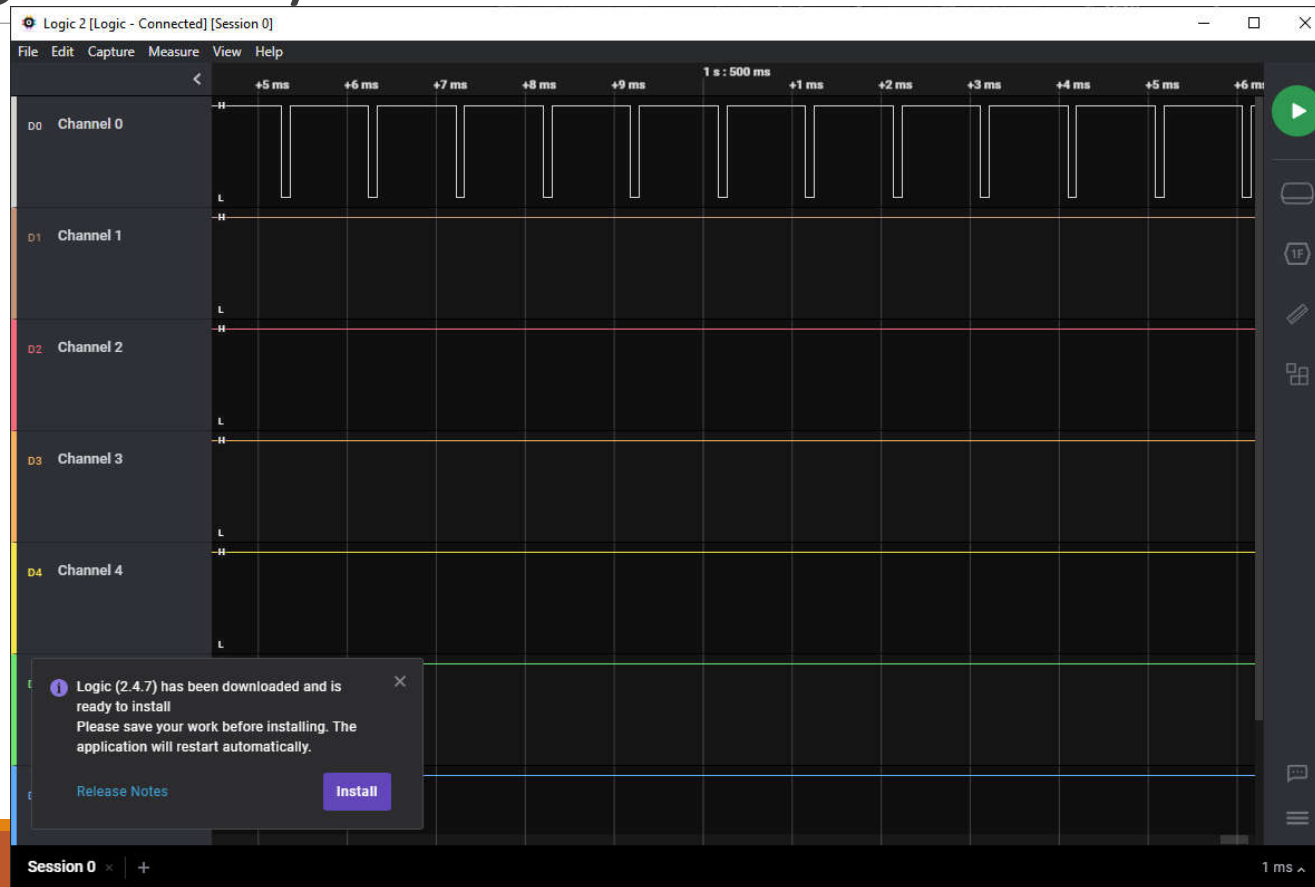 Logic 2 [Logic - Connected] [Session 0]
File Edit Capture Measure View Help
1 s : 500 ms
+5 ms +6 ms +7 ms +8 ms +9 ms +1 ms +2 ms +3 ms +4 ms +5 ms +6 m
H
D0 Channel 0
L
H
D1 Channel 1
1F
L
H
D2 Channel 2
L
H
D3 Channel 3
L
H
D4 Channel 4
L
Logic (2.4.7) has been downloaded and is
ready to install
Please save your work before installing. The
application will restart automatically.
Release Notes Install
Session 0 × +
1 ms